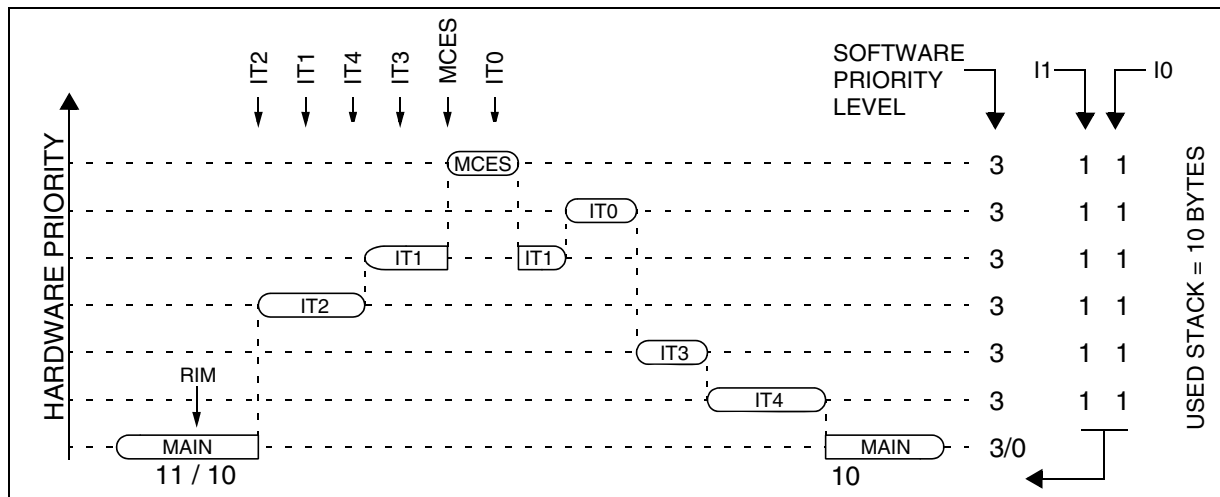 IT2
IT1
IT4
IT3
MCES
IT0
SOFTWARE
PRIORITY
LEVEL
I1
I0
HARDWARE PRIORITY
MCES
3
1 1
IT0
3
1 1
IT1
IT1
3
1 1
IT2
3
1 1
IT3
3
1 1
RIM
IT4
3
1 1
MAIN
MAIN
3/0
11 / 10
10
USED STACK = 10 BYTES